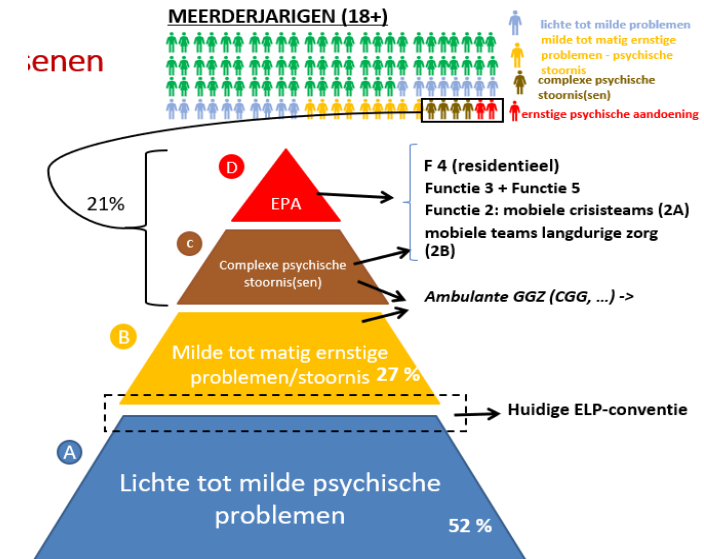 MEERDERJARIGEN (18+)
lichte tot milde problemen
milde tot matig ernstige
problemen - psychische
stoornis
complexe psychische
stoornis(sen)
ernstige psychische aandoening
senen
D
EPA
F 4 (residentieel)
Functie 3 + Functie 5
Functie 2: mobiele crisisteams (2A)
mobiele teams langdurige zorg
(2B)
21%
C
Complexe psychische
stoornis(sen)
Ambulante GGZ (CGG, ...) ->
B
Milde tot matig ernstige
problemen/stoornis 27 %
Huidige ELP-conventie
A
Lichte tot milde psychische
problemen
52 %